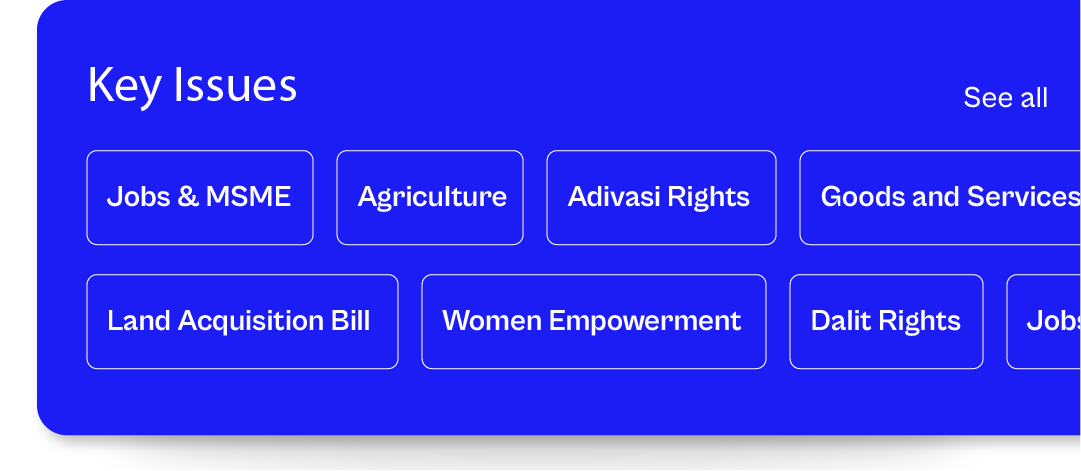 Key Issues
See all
Jobs & MSME
Agriculture
Adivasi Rights
Goods and Services
Land Acquisition Bill
Women Empowerment
Dalit Rights
Jobs